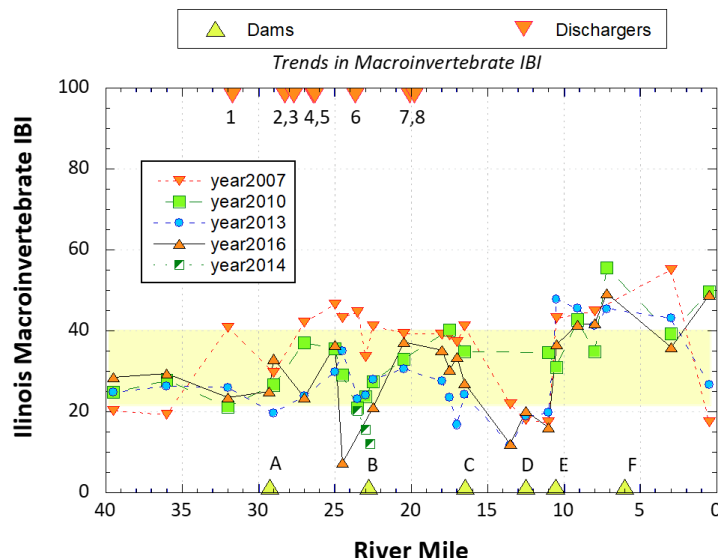 Dams Dischargers
Trends in Macroinvertebrate IBI
100
80
60
40
20
0
Illinois Macroinvertebrate IBI
1 2,3 4,5 6 7,8
year2007
year2010
year2013
year2016
year2014
A B C D E F
40 35 30 25 20 15 10 5 0
River Mile